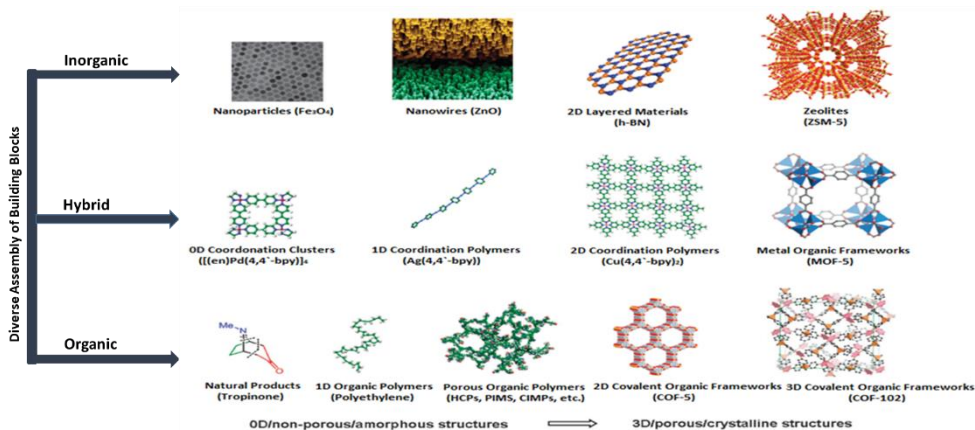 Diverse Assembly of Building Blocks
Inorganic
Nanoparticles (Fe₃O₄)
Nanowires (ZnO)
2D Layered Materials
(h-BN)
Zeolites
(ZSM-5)
Hybrid
0D Coordonation Clusters
([(en)Pd(4,4`-bpy)]₄
1D Coordination Polymers
(Ag(4,4`-bpy))
2D Coordination Polymers
(Cu(4,4`-bpy)₂)
Metal Organic Frameworks
(MOF-5)
Organic
Me
N
O
Natural Products
(Tropinone)
1D Organic Polymers
(Polyethylene)
Porous Organic Polymers
(HCPs, PIMS, CIMPs, etc.)
2D Covalent Organic Frameworks
(COF-5)
3D Covalent Organic Frameworks
(COF-102)
0D/non-porous/amorphous structures ⇒ 3D/porous/crystalline structures